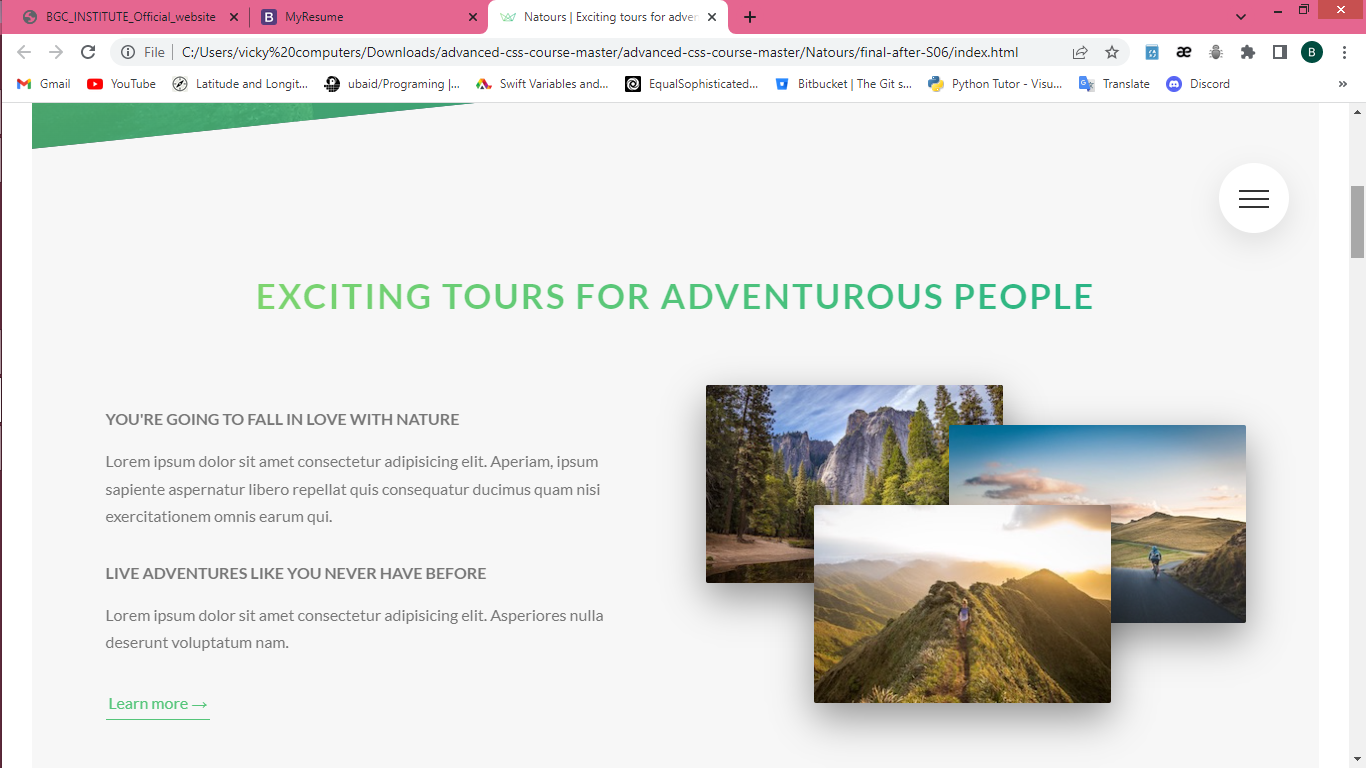 BGC_INSTITUTE_Official_website
MyResume
Natours | Exciting tours for adver
File
C:/Users/vicky%20computers/Downloads/advanced-css-course-master/advanced-css-course-master/Natours/final-after-S06/index.html
æ
B
Gmail
YouTube
Latitude and Longit...
ubaid/Programing |...
Swift Variables and...
EqualSophisticated...
Bitbucket | The Git s...
Python Tutor - Visu...
Translate
Discord
»
EXCITING TOURS FOR ADVENTUROUS PEOPLE
YOU'RE GOING TO FALL IN LOVE WITH NATURE
Lorem ipsum dolor sit amet consectetur adipisicing elit. Aperiam, ipsum
sapiente aspernatur libero repellat quis consequatur ducimus quam nisi
exercitationem omnis earum qui.
LIVE ADVENTURES LIKE YOU NEVER HAVE BEFORE
Lorem ipsum dolor sit amet consectetur adipisicing elit. Asperiores nulla
deserunt voluptatum nam.
Learn more →